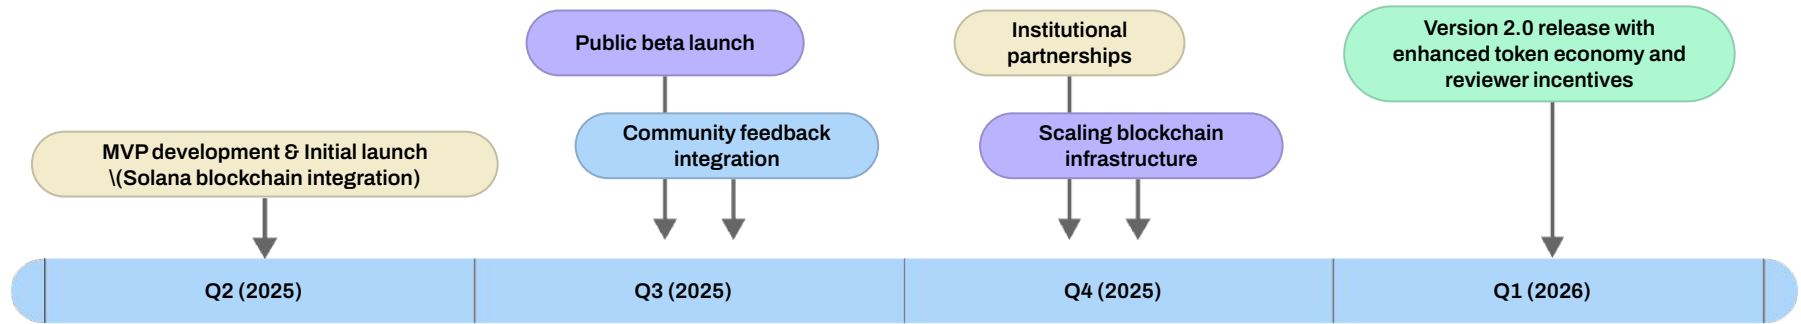 Public beta launch
Institutional
partnerships
Version 2.0 release with
enhanced token economy and
reviewer incentives
MVP development & Initial launch
\(Solana blockchain integration)
Community feedback
integration
Scaling blockchain
infrastructure
Q2 (2025)
Q3 (2025)
Q4 (2025)
Q1 (2026)